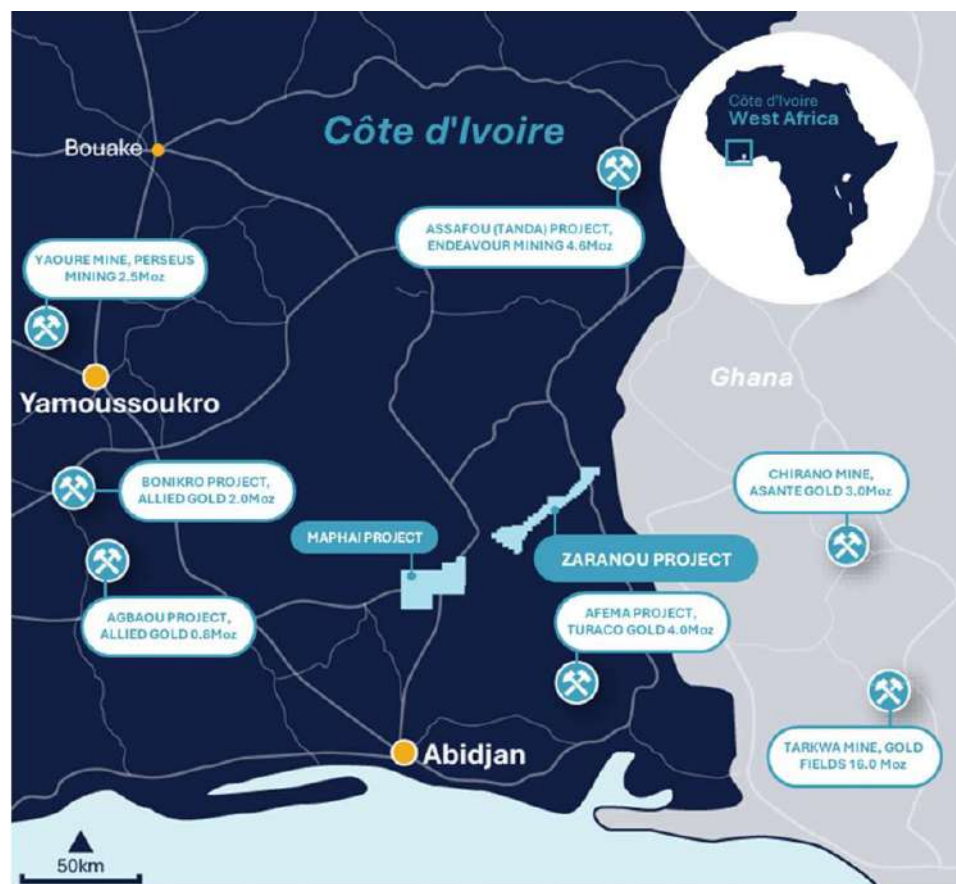 Côte d'Ivoire
West Africa
Côte d'Ivoire
Bouake
ASSAFOU (TANDA) PROJECT,
ENDEAVOUR MINING 4.6Moz
YAOURE MINE, PERSEUS
MINING 2.5Moz
Ghana
Yamoussoukro
BONIKRO PROJECT,
ALLIED GOLD 2.0Moz
CHIRANO MINE,
ASANTE GOLD 3.0Moz
MAPHAI PROJECT
ZARANOU PROJECT
AGBAOU PROJECT,
ALLIED GOLD 0.8Moz
AFEMA PROJECT,
TURACO GOLD 4.0Moz
TARKWA MINE, GOLD
FIELDS 16.0 Moz
Abidjan
50km